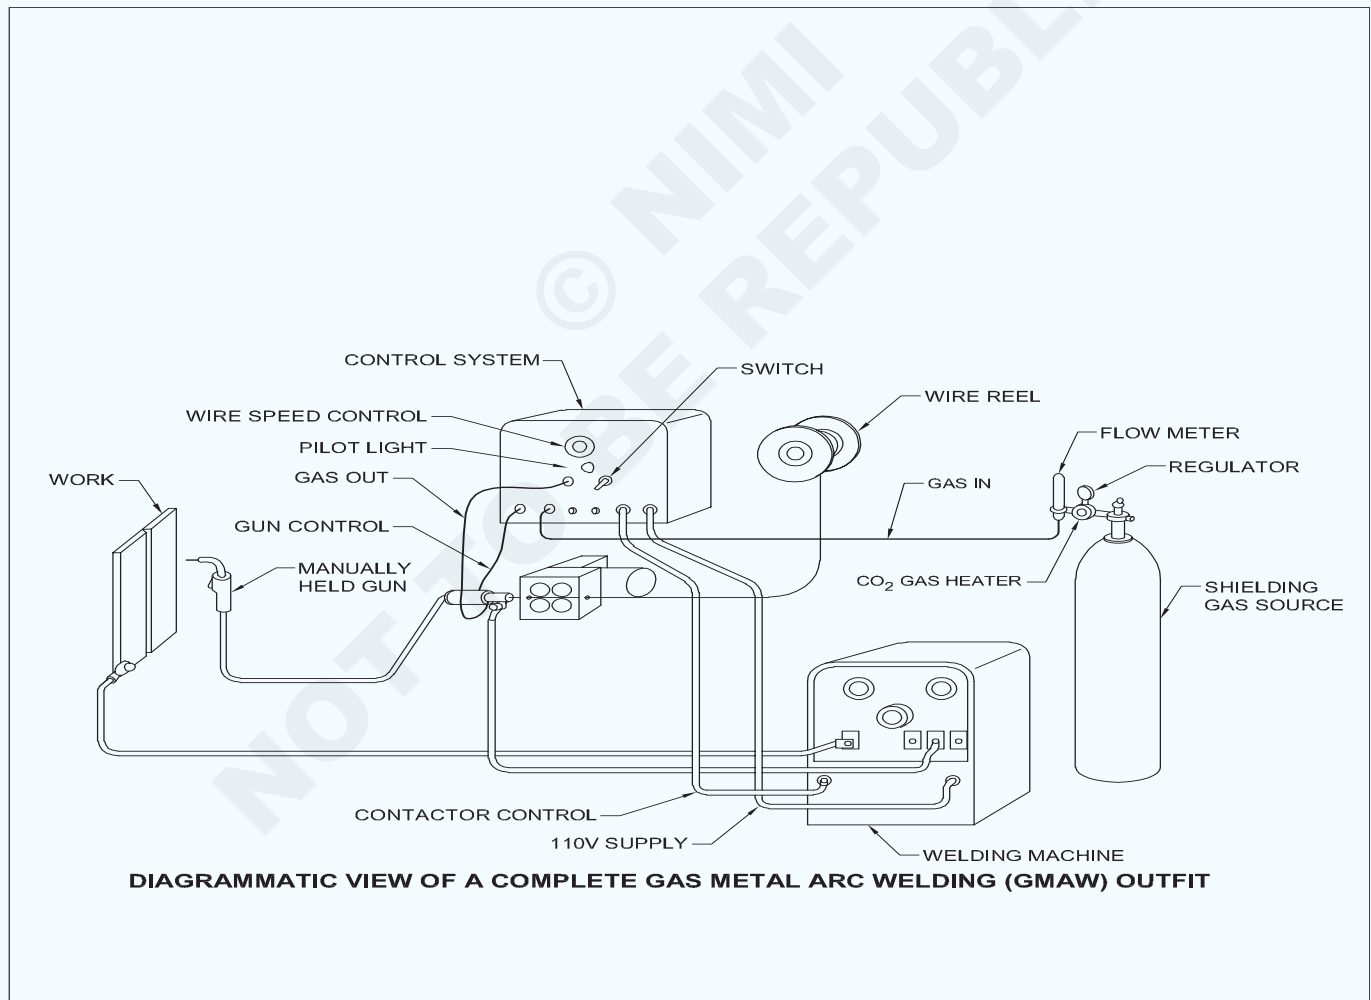 © NIMI
NOT TO BE REPUBLI
CONTROL SYSTEM
SWITCH
WIRE REEL
WIRE SPEED CONTROL
FLOW METER
PILOT LIGHT
REGULATOR
WORK
GAS OUT
GAS IN
GUN CONTROL
MANUALLY
HELD GUN
CO₂ GAS HEATER
SHIELDING
GAS SOURCE
CONTACTOR CONTROL
110V SUPPLY
WELDING MACHINE
DIAGRAMMATIC VIEW OF A COMPLETE GAS METAL ARC WELDING (GMAW) OUTFIT